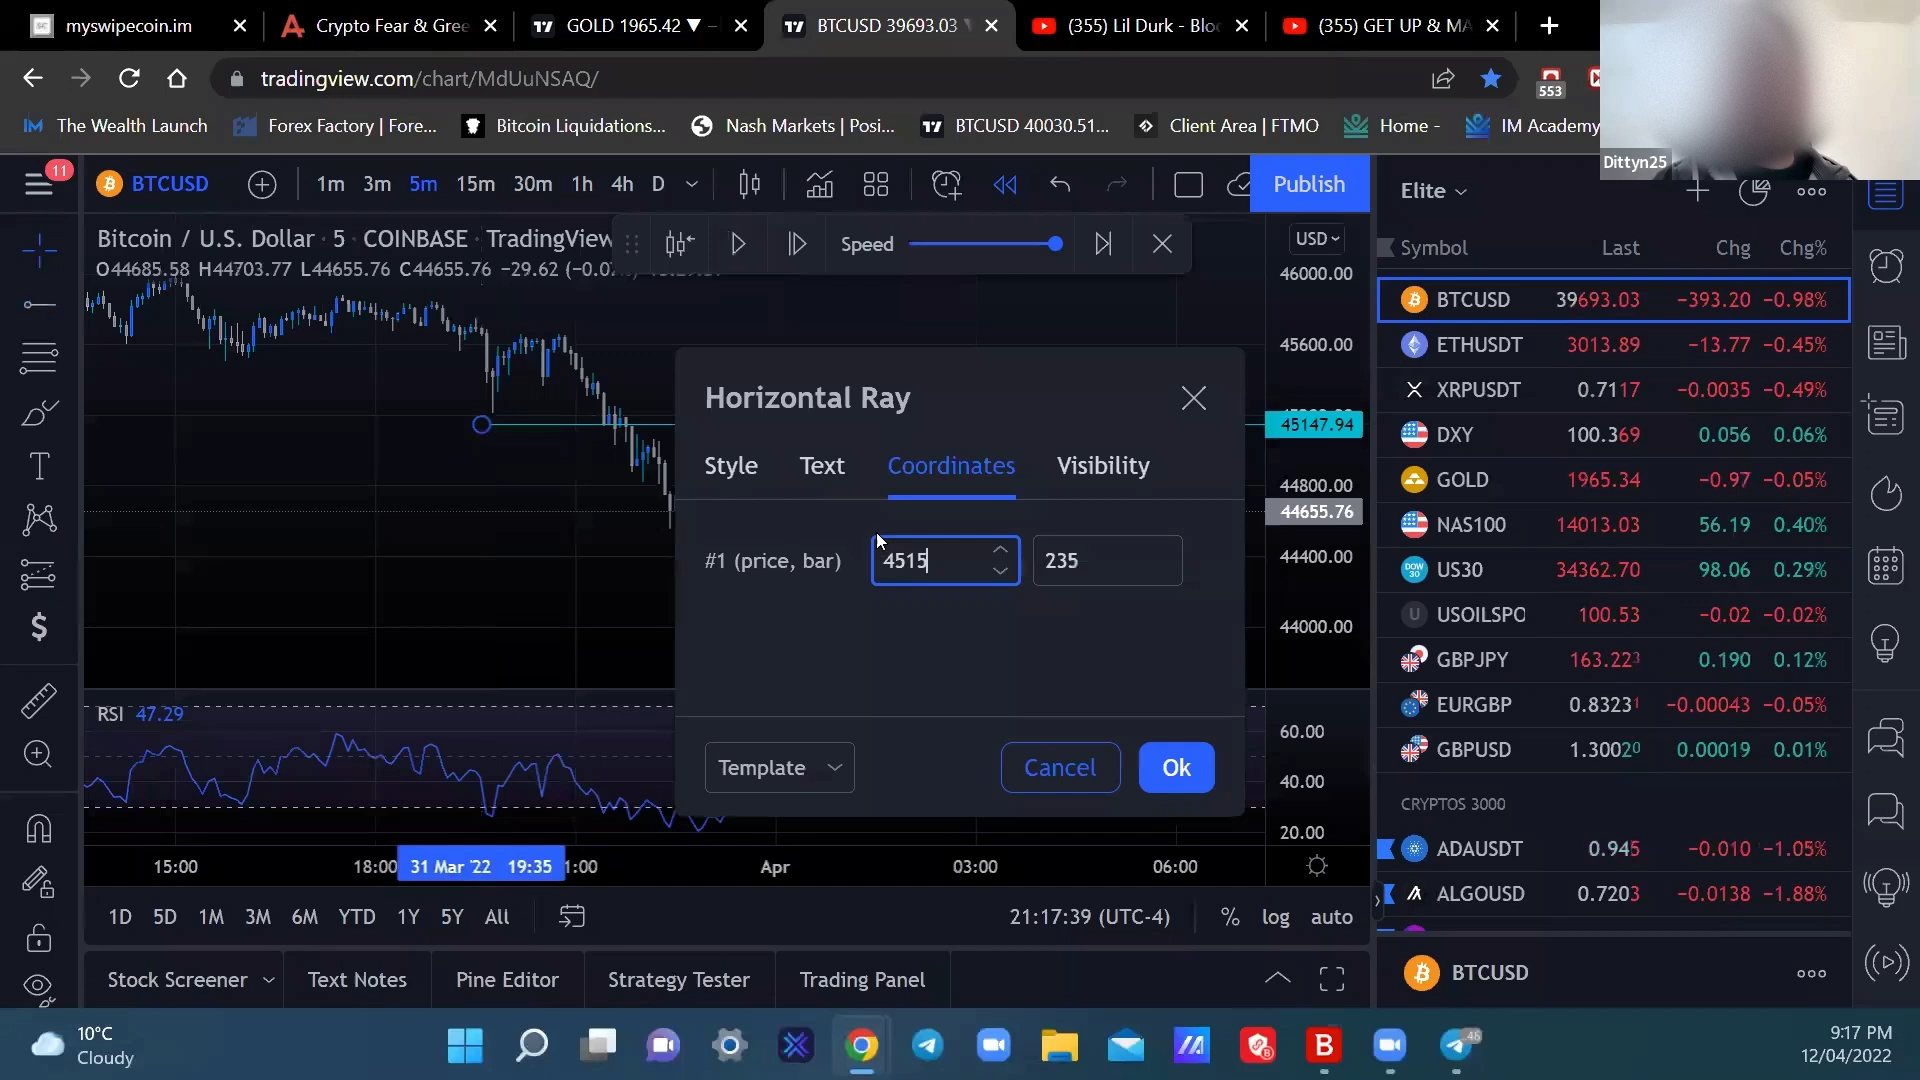 myswipecoin.im
Crypto Fear & Gree
GOLD 1965.42 ▼ –
BTCUSD 39693.03
(355) Lil Durk - Blo
(355) GET UP & MA
tradingview.com/chart/MdUuNSAQ/
553
The Wealth Launch
Forex Factory | Fore...
Bitcoin Liquidations...
Nash Markets | Posi...
BTCUSD 40030.51...
Client Area | FTMO
Home -
IM Academy
Dittyn25
11
BTCUSD
1m 3m 5m 15m 30m 1h 4h D
Publish
Bitcoin / U.S. Dollar · 5 · COINBASE · TradingView
O44685.58 H44703.77 L44655.76 C44655.76 −29.62
Speed
USD
46000.00
45600.00
45147.94
44800.00
44655.76
44400.00
44000.00
Horizontal Ray
Style Text Coordinates Visibility
#1 (price, bar) 4515 235
Template Cancel Ok
RSI 47.29
60.00
40.00
20.00
15:00 18:00 31 Mar '22 19:35 1:00 Apr 03:00 06:00
1D 5D 1M 3M 6M YTD 1Y 5Y All
21:17:39 (UTC-4) % log auto
Stock Screener Text Notes Pine Editor Strategy Tester Trading Panel
Elite
Symbol Last Chg Chg%
BTCUSD 39693.03 −393.20 −0.98%
ETHUSDT 3013.89 −13.77 −0.45%
XRPUSDT 0.7117 −0.0035 −0.49%
DXY 100.369 0.056 0.06%
GOLD 1965.34 −0.97 −0.05%
NAS100 14013.03 56.19 0.40%
US30 34362.70 98.06 0.29%
USOILSPO 100.53 −0.02 −0.02%
GBPJPY 163.223 0.190 0.12%
EURGBP 0.83231 −0.00043 −0.05%
GBPUSD 1.30020 0.00019 0.01%
CRYPTOS 3000
ADAUSDT 0.945 −0.010 −1.05%
ALGOUSD 0.7203 −0.0138 −1.88%
BTCUSD
10°C
Cloudy
9:17 PM
12/04/2022